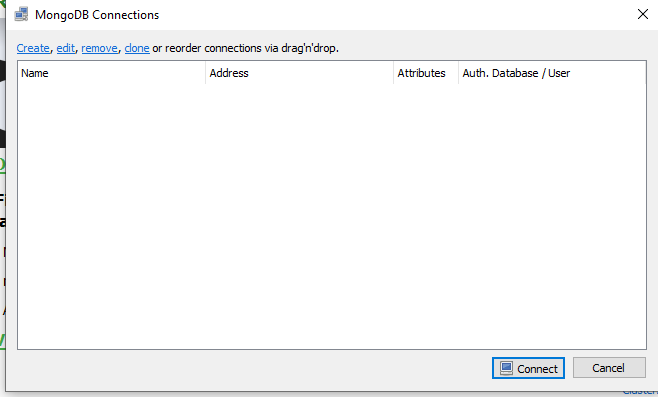 MongoDB Connections
Create, edit, remove, clone or reorder connections via drag'n'drop.
Name Address Attributes Auth. Database / User
Connect Cancel